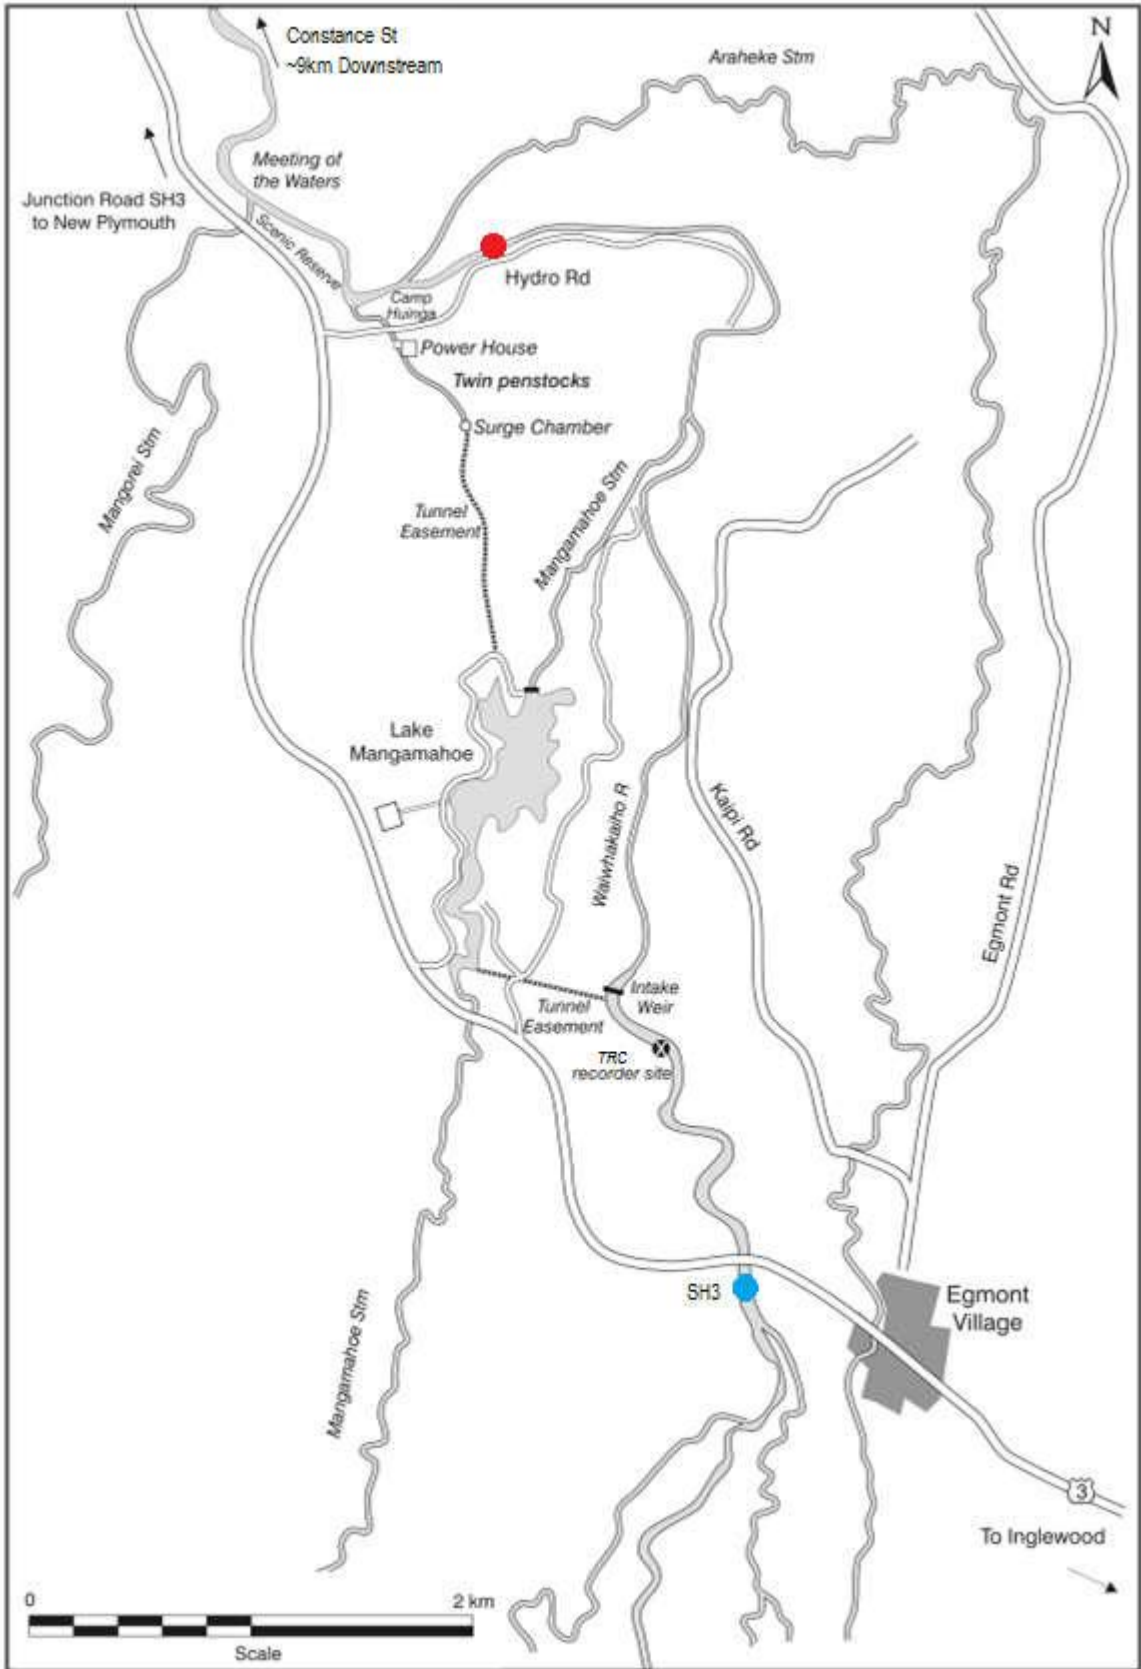 Constance St
~9km Downstream
N
Araheke Stm
Meeting of
the Waters
Junction Road SH3
to New Plymouth
Scenic Reserve
Hydro Rd
Camp
Huinga
Power House
Twin penstocks
Surge Chamber
Mangorei Stm
Tunnel
Easement
Mangamahoe Stm
Lake
Mangamahoe
Waiwhakaiho R
Kaipi Rd
Egmont Rd
Intake
Weir
Tunnel
Easement
TRC
recorder site
SH3
Egmont
Village
Mangamahoe Stm
3
To Inglewood
0
2 km
Scale